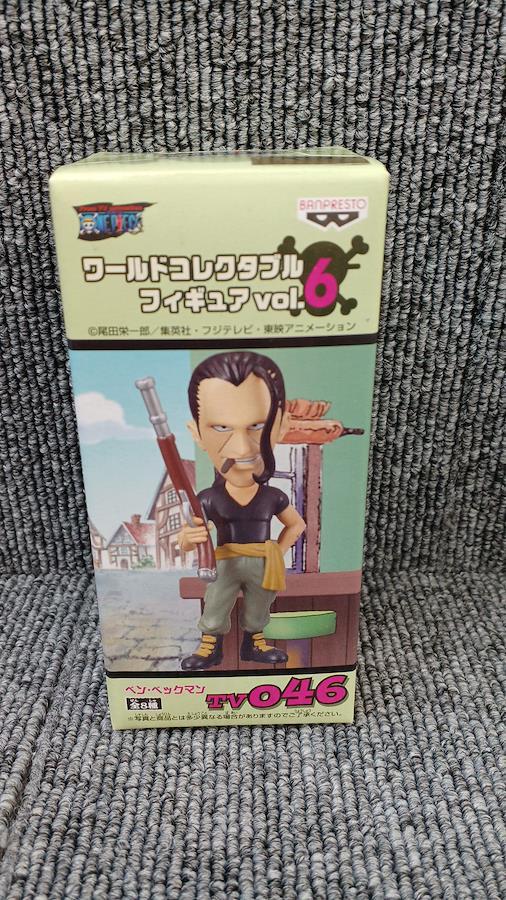 From TV animation
ONE PIECE
BANPRESTO
ワールドコレクタブル
フィギュアvol.6
©尾田栄一郎／集英社・フジテレビ・東映アニメーション
ベン・ベックマン
全8種
TV046
※写真と商品とは多少異なる場合がありますのでご了承ください。